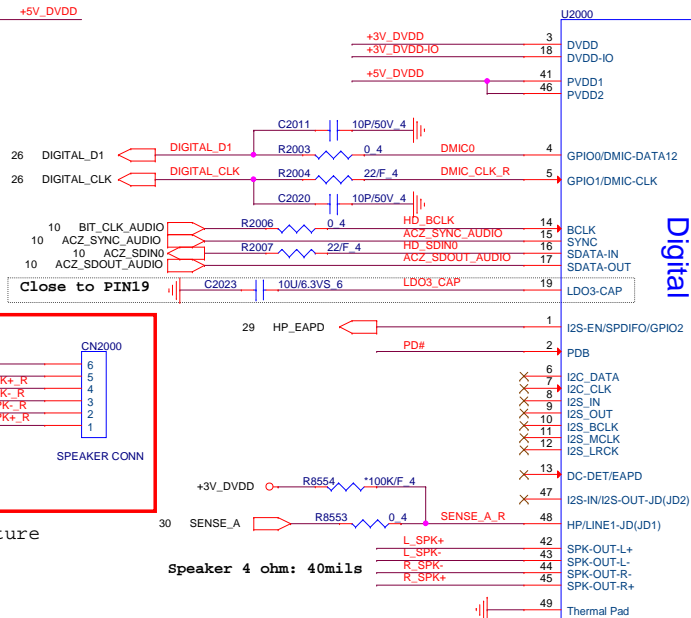 +5V_DVDD
U2000
+3V_DVDD 3 DVDD
+3V_DVDD-IO 18 DVDD-IO
+5V_DVDD 41 PVDD1
46 PVDD2
C2011 10P/50V_4
26 DIGITAL_D1 DIGITAL_D1 R2003 0_4 DMIC0 4 GPIO0/DMIC-DATA12
26 DIGITAL_CLK DIGITAL_CLK R2004 22/F_4 DMIC_CLK_R 5 GPIO1/DMIC-CLK
C2020 10P/50V_4
10 BIT_CLK_AUDIO R2006 0_4 HD_BCLK 14 BCLK
10 ACZ_SYNC_AUDIO ACZ_SYNC_AUDIO 15 SYNC
10 ACZ_SDIN0 R2007 22/F_4 HD_SDIN0 16 SDATA-IN
10 ACZ_SDOUT_AUDIO ACZ_SDOUT_AUDIO 17 SDATA-OUT
Digital
Close to PIN19 C2023 10U/6.3VS_6 LDO3_CAP 19 LDO3-CAP
29 HP_EAPD 1 I2S-EN/SPDIFO/GPIO2
PD# 2 PDB
CN2000
6
5
K+_R 4
K-_R 3
PK-_R 2
PK+_R 1
SPEAKER CONN
6 I2C_DATA
7 I2C_CLK
8 I2S_IN
9 I2S_OUT
10 I2S_BCLK
11 I2S_MCLK
12 I2S_LRCK
13 DC-DET/EAPD
+3V_DVDD R8554 *100K/F_4
47 I2S-IN/I2S-OUT-JD(JD2)
30 SENSE_A R8553 0_4 SENSE_A_R 48 HP/LINE1-JD(JD1)
ture
L_SPK+ 42 SPK-OUT-L+
L_SPK- 43 SPK-OUT-L-
R_SPK- 44 SPK-OUT-R-
R_SPK+ 45 SPK-OUT-R+
Speaker 4 ohm: 40mils
49 Thermal Pad